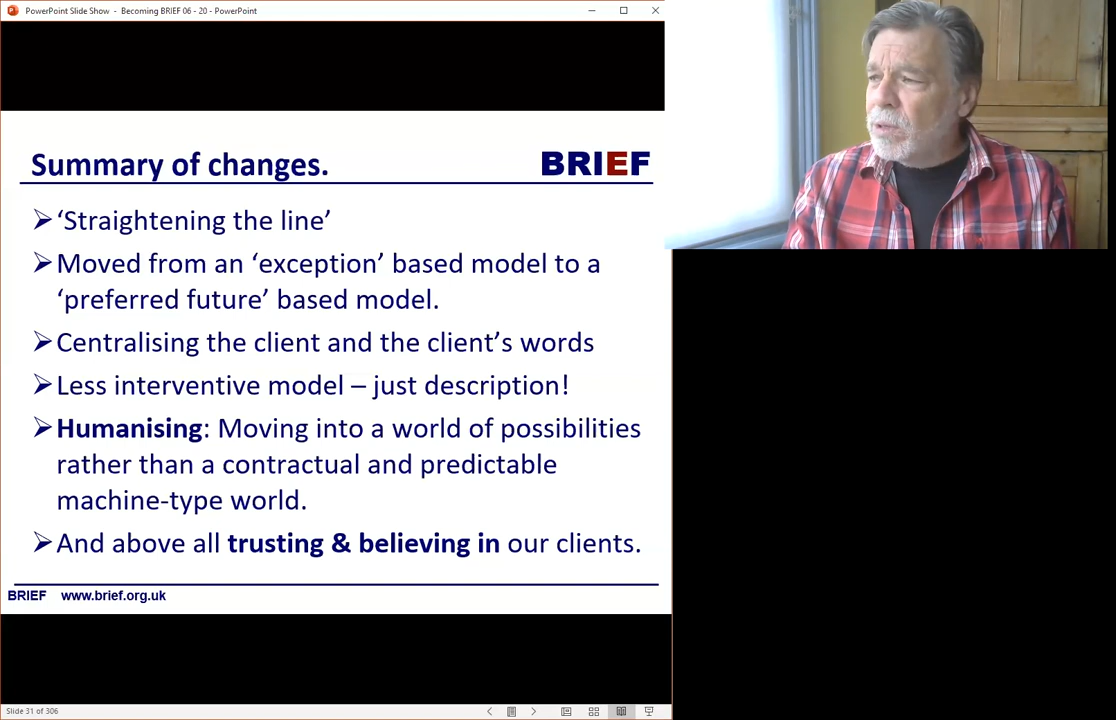 PowerPoint Slide Show - Becoming BRIEF 06 - 20 - PowerPoint
Summary of changes.
BRIEF
➢ ‘Straightening the line’
➢ Moved from an ‘exception’ based model to a
‘preferred future’ based model.
➢ Centralising the client and the client’s words
➢ Less interventive model – just description!
➢ Humanising: Moving into a world of possibilities
rather than a contractual and predictable
machine-type world.
➢ And above all trusting & believing in our clients.
BRIEF www.brief.org.uk
Slide 31 of 306